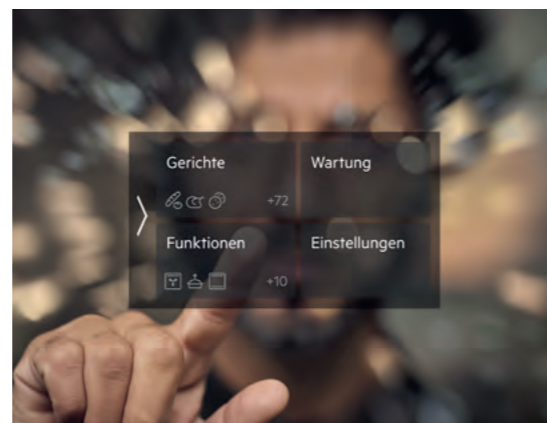 Gerichte
Wartung
+72
Funktionen
Einstellungen
+10